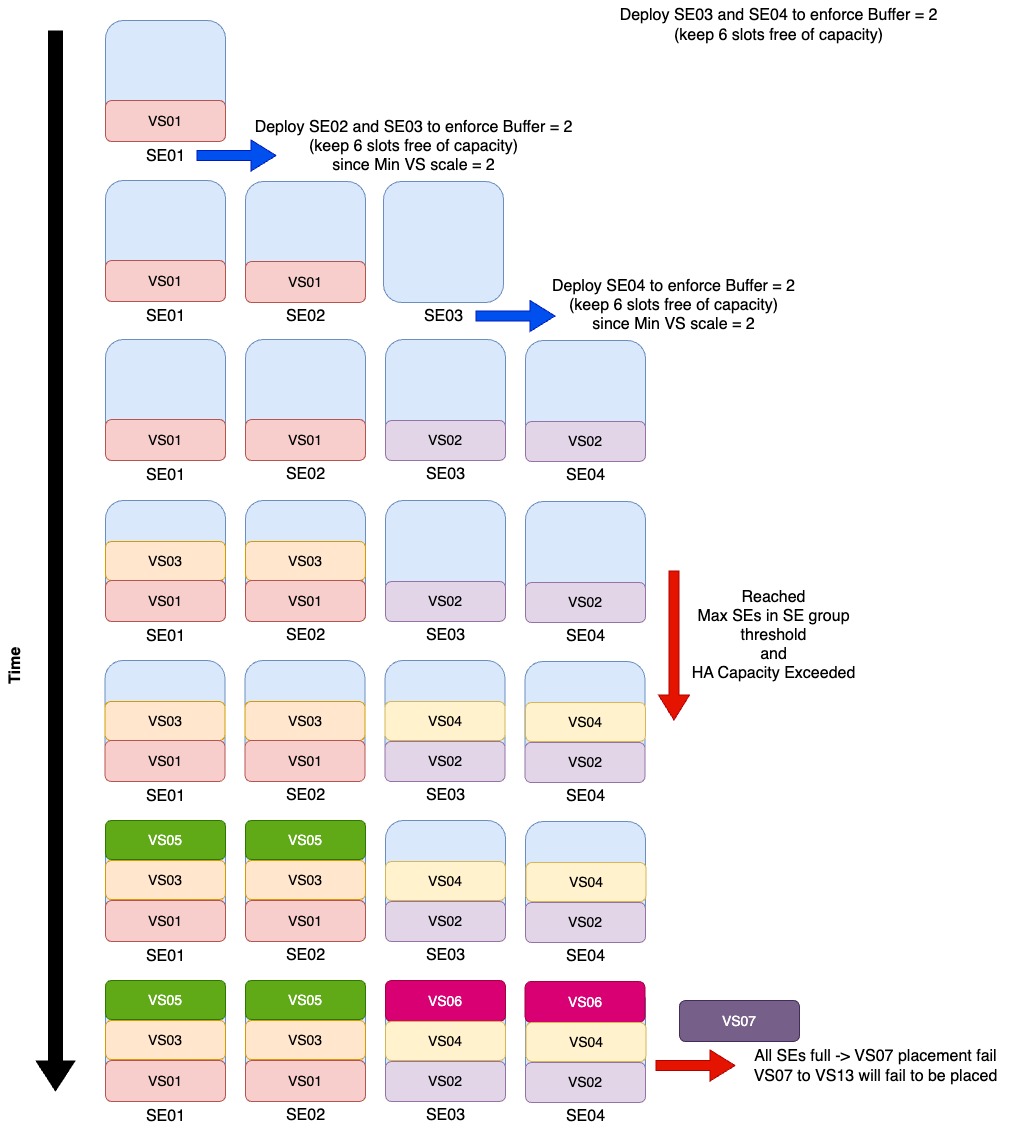 Deploy SE03 and SE04 to enforce Buffer = 2
(keep 6 slots free of capacity)
VS01
SE01
Deploy SE02 and SE03 to enforce Buffer = 2
(keep 6 slots free of capacity)
since Min VS scale = 2
VS01
VS01
SE01
SE02
SE03
Deploy SE04 to enforce Buffer = 2
(keep 6 slots free of capacity)
since Min VS scale = 2
VS01
VS01
VS02
VS02
SE01
SE02
SE03
SE04
VS03
VS03
VS01
VS01
VS02
VS02
SE01
SE02
SE03
SE04
Reached
Max SEs in SE group
threshold
and
HA Capacity Exceeded
Time
VS03
VS03
VS04
VS04
VS01
VS01
VS02
VS02
SE01
SE02
SE03
SE04
VS05
VS05
VS03
VS03
VS04
VS04
VS01
VS01
VS02
VS02
SE01
SE02
SE03
SE04
VS05
VS05
VS06
VS06
VS07
VS03
VS03
VS04
VS04
VS01
VS01
VS02
VS02
All SEs full -> VS07 placement fail
VS07 to VS13 will fail to be placed
SE01
SE02
SE03
SE04